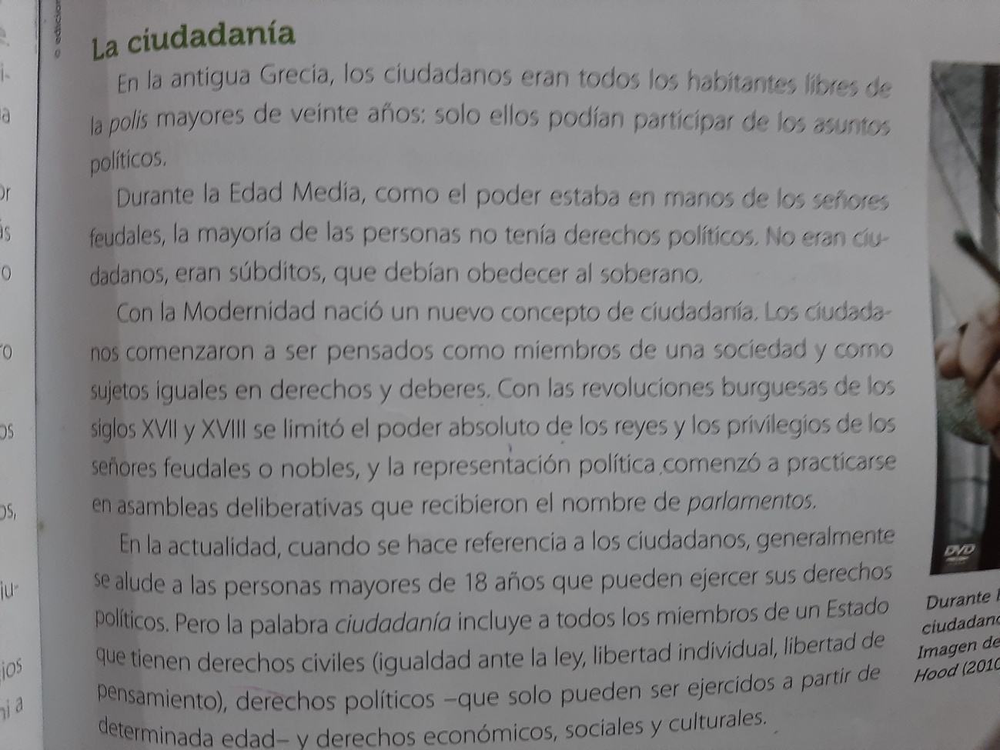 La ciudadanía
En la antigua Grecia, los ciudadanos eran todos los habitantes libres de
la polis mayores de veinte años: solo ellos podían participar de los asuntos
políticos.
Durante la Edad Media, como el poder estaba en manos de los señores
feudales, la mayoría de las personas no tenía derechos políticos. No eran ciu-
dadanos, eran súbditos, que debían obedecer al soberano.
Con la Modernidad nació un nuevo concepto de ciudadanía. Los ciudada-
nos comenzaron a ser pensados como miembros de una sociedad y como
sujetos iguales en derechos y deberes. Con las revoluciones burguesas de los
siglos XVII y XVIII se limitó el poder absoluto de los reyes y los privilegios de los
señores feudales o nobles, y la representación política comenzó a practicarse
en asambleas deliberativas que recibieron el nombre de parlamentos.
En la actualidad, cuando se hace referencia a los ciudadanos, generalmente
se alude a las personas mayores de 18 años que pueden ejercer sus derechos
políticos. Pero la palabra ciudadanía incluye a todos los miembros de un Estado
que tienen derechos civiles (igualdad ante la ley, libertad individual, libertad de
pensamiento), derechos políticos –que solo pueden ser ejercidos a partir de
determinada edad– y derechos económicos, sociales y culturales.
DVD
Durante
Imagen de
Hood (2010